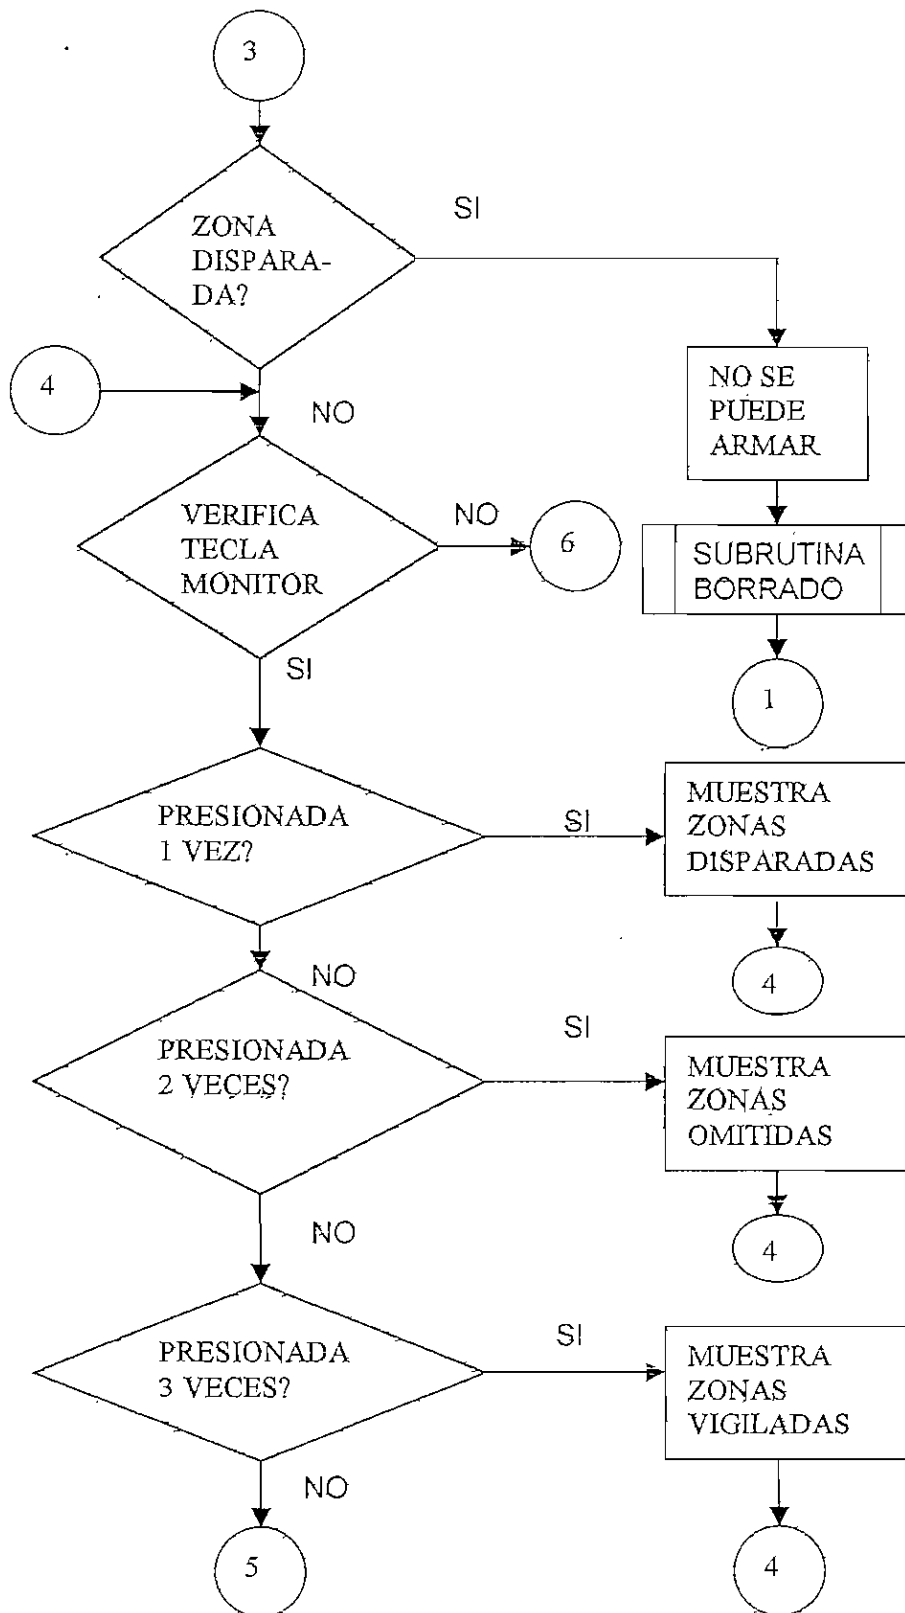 3
ZONA
DISPARA-
DA?
SI
4
NO
NO SE
PUEDE
ARMAR
VERIFICA
TECLA
MONITOR
NO
6
SUBRUTINA
BORRADO
SI
1
PRESIONADA
1 VEZ?
SI
MUESTRA
ZONAS
DISPARADAS
NO
4
PRESIONADA
2 VECES?
SI
MUESTRA
ZONAS
OMITIDAS
NO
4
PRESIONADA
3 VECES?
SI
MUESTRA
ZONAS
VIGILADAS
NO
5
4